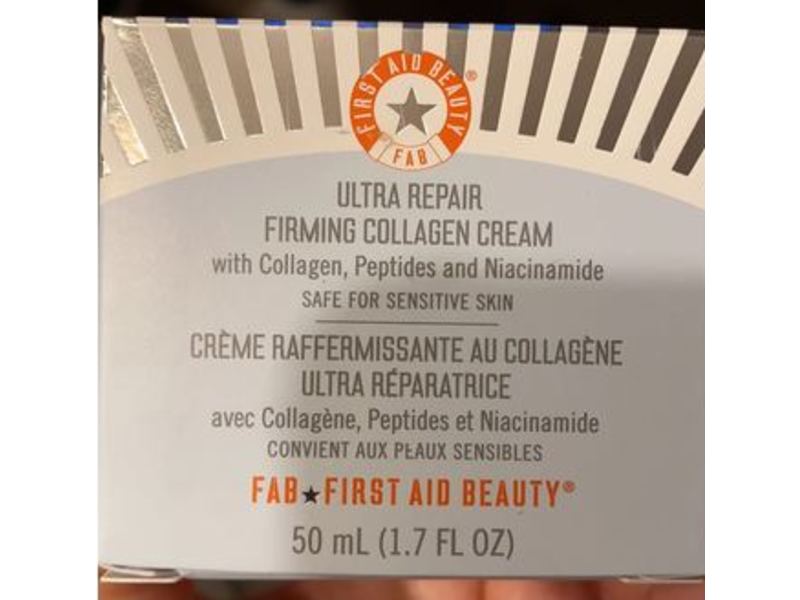 FIRST AID BEAUTY®
FAB
ULTRA REPAIR
FIRMING COLLAGEN CREAM
with Collagen, Peptides and Niacinamide
SAFE FOR SENSITIVE SKIN
CRÈME RAFFERMISSANTE AU COLLAGÈNE
ULTRA RÉPARATRICE
avec Collagène, Peptides et Niacinamide
CONVIENT AUX PEAUX SENSIBLES
FAB★FIRST AID BEAUTY®
50 mL (1.7 FL OZ)